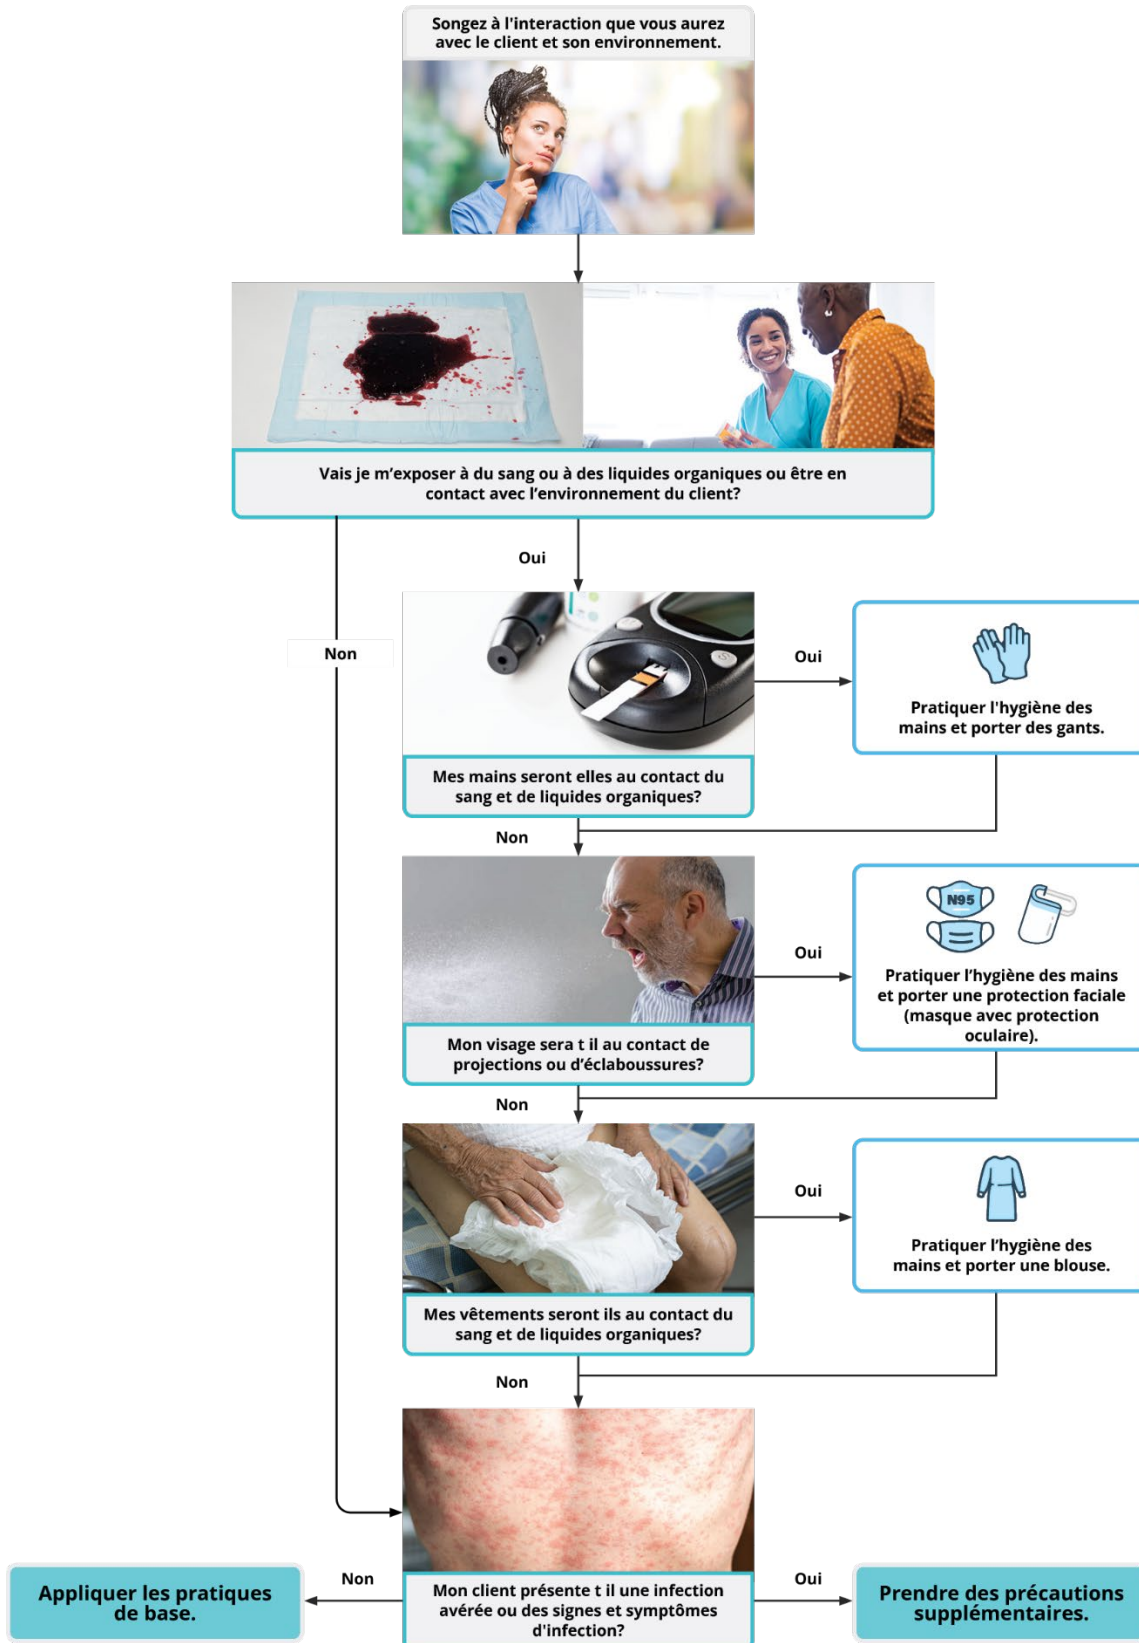 Songez à l'interaction que vous aurez
avec le client et son environnement.
Vais je m’exposer à du sang ou à des liquides organiques ou être en
contact avec l’environnement du client?
Oui
Non
Oui
Pratiquer l'hygiène des
mains et porter des gants.
Mes mains seront elles au contact du
sang et de liquides organiques?
Non
N95
Oui
Pratiquer l’hygiène des mains
et porter une protection faciale
(masque avec protection
oculaire).
Mon visage sera t il au contact de
projections ou d’éclaboussures?
Non
Oui
Pratiquer l’hygiène des
mains et porter une blouse.
Mes vêtements seront ils au contact du
sang et de liquides organiques?
Non
Appliquer les pratiques
de base.
Non
Mon client présente t il une infection
avérée ou des signes et symptômes
d'infection?
Oui
Prendre des précautions
supplémentaires.